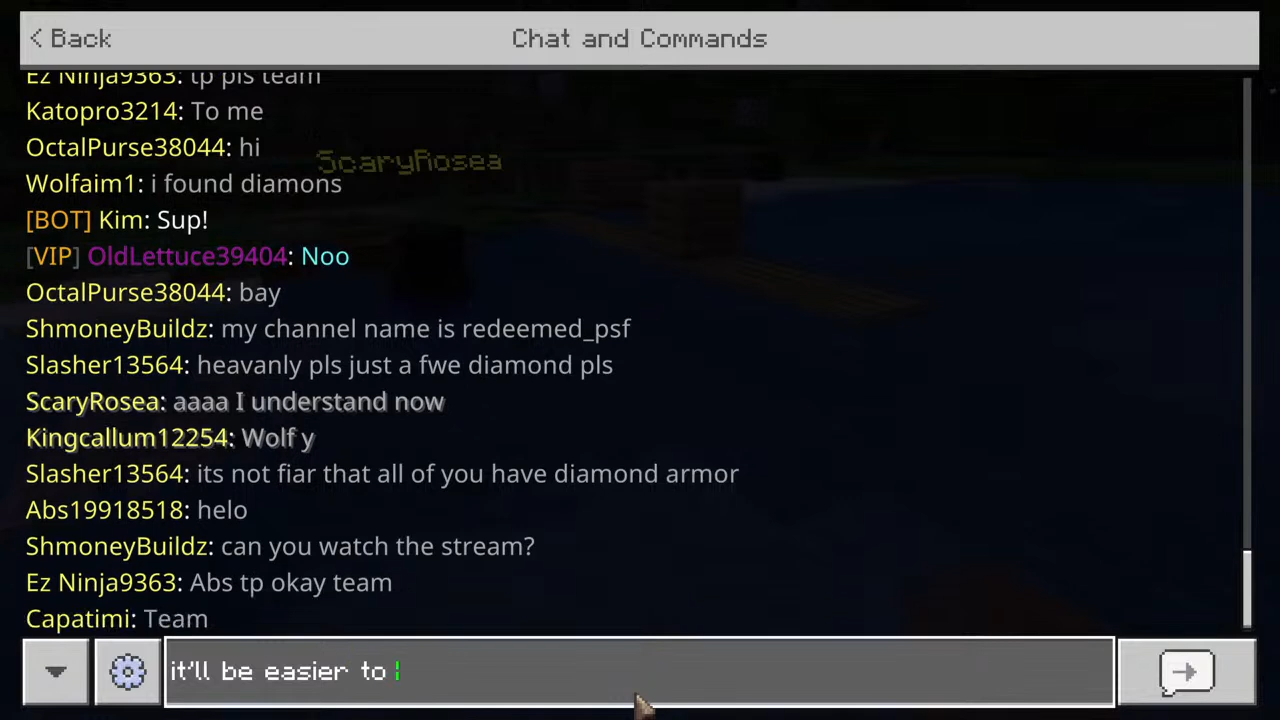 < Back
Chat and Commands
Ez Ninja9363: tp pls team
Katopro3214: To me
OctalPurse38044: hi
ScaryRosea
Wolfaim1: i found diamons
[BOT] Kim: Sup!
[VIP] OldLettuce39404: Noo
OctalPurse38044: bay
ShmoneyBuildz: my channel name is redeemed_psf
Slasher13564: heavanly pls just a fwe diamond pls
ScaryRosea: aaaa I understand now
Kingcallum12254: Wolf y
Slasher13564: its not fiar that all of you have diamond armor
Abs19918518: helo
ShmoneyBuildz: can you watch the stream?
Ez Ninja9363: Abs tp okay team
Capatimi: Team
it'll be easier to